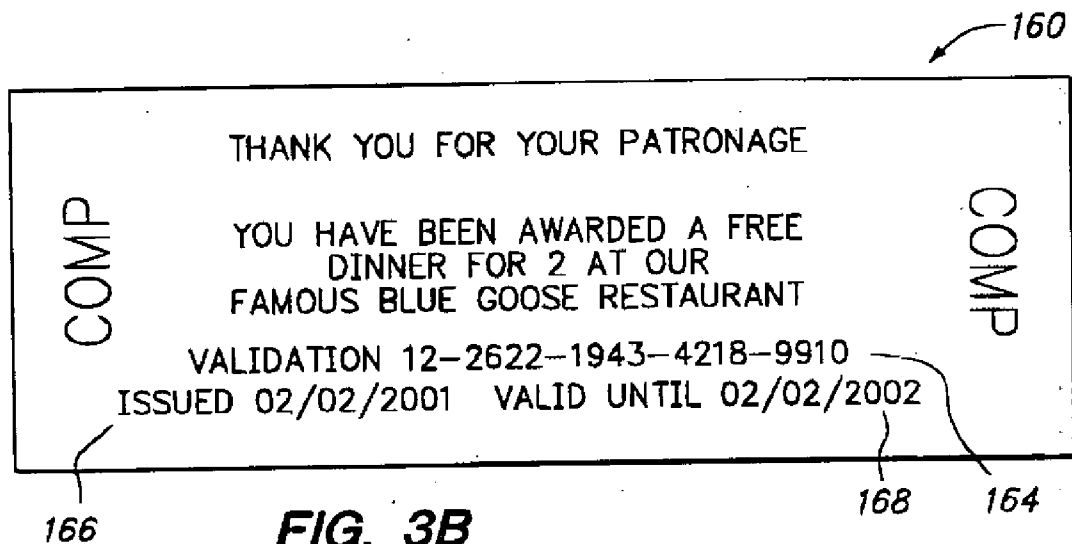 160
THANK YOU FOR YOUR PATRONAGE
COMP
COMP
YOU HAVE BEEN AWARDED A FREE
DINNER FOR 2 AT OUR
FAMOUS BLUE GOOSE RESTAURANT
VALIDATION 12-2622-1943-4218-9910
ISSUED 02/02/2001 VALID UNTIL 02/02/2002
166
168
164
FIG. 3B